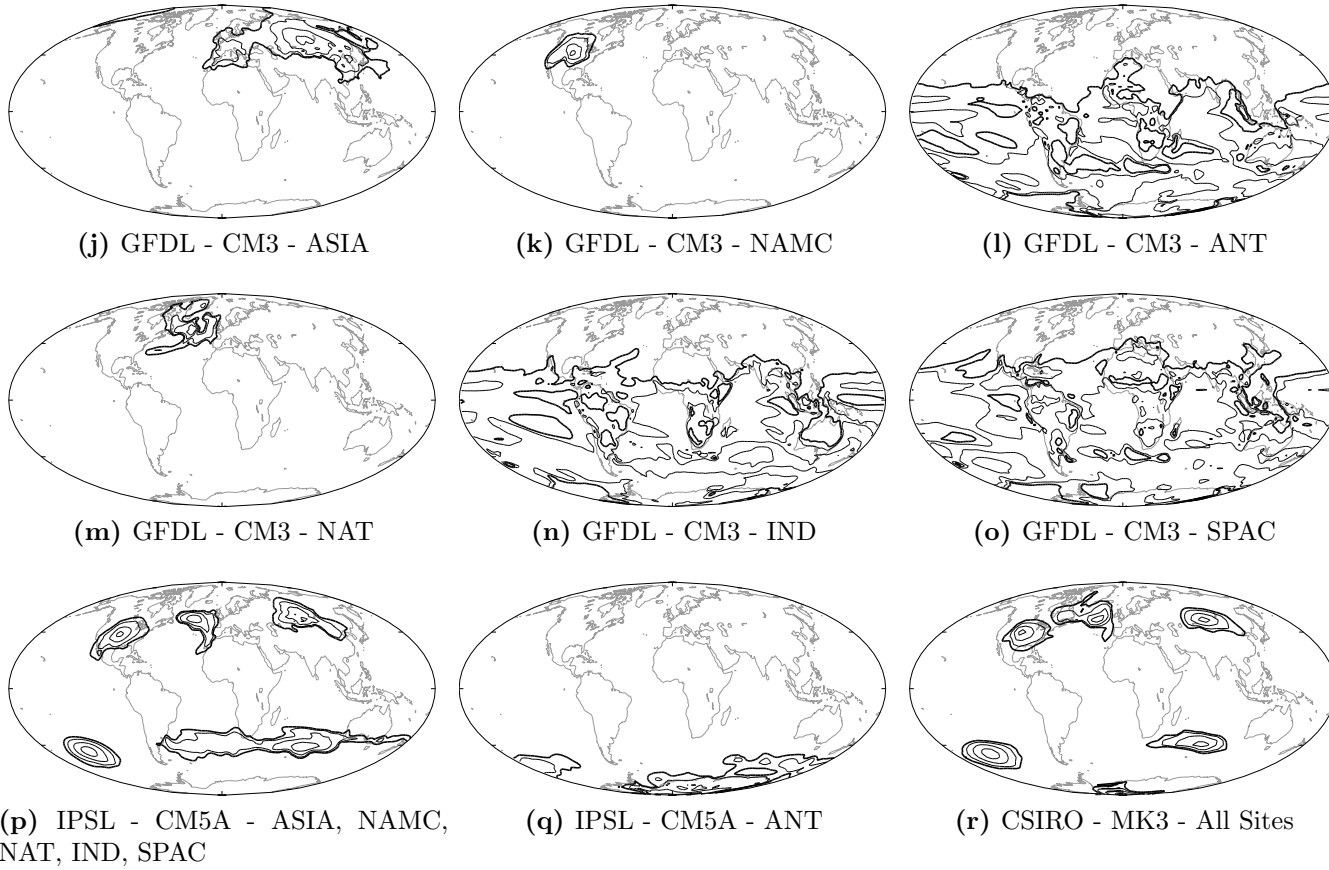 (j) GFDL - CM3 - ASIA
(k) GFDL - CM3 - NAMC
(l) GFDL - CM3 - ANT
(m) GFDL - CM3 - NAT
(n) GFDL - CM3 - IND
(o) GFDL - CM3 - SPAC
(p) IPSL - CM5A - ASIA, NAMC,
NAT, IND, SPAC
(q) IPSL - CM5A - ANT
(r) CSIRO - MK3 - All Sites